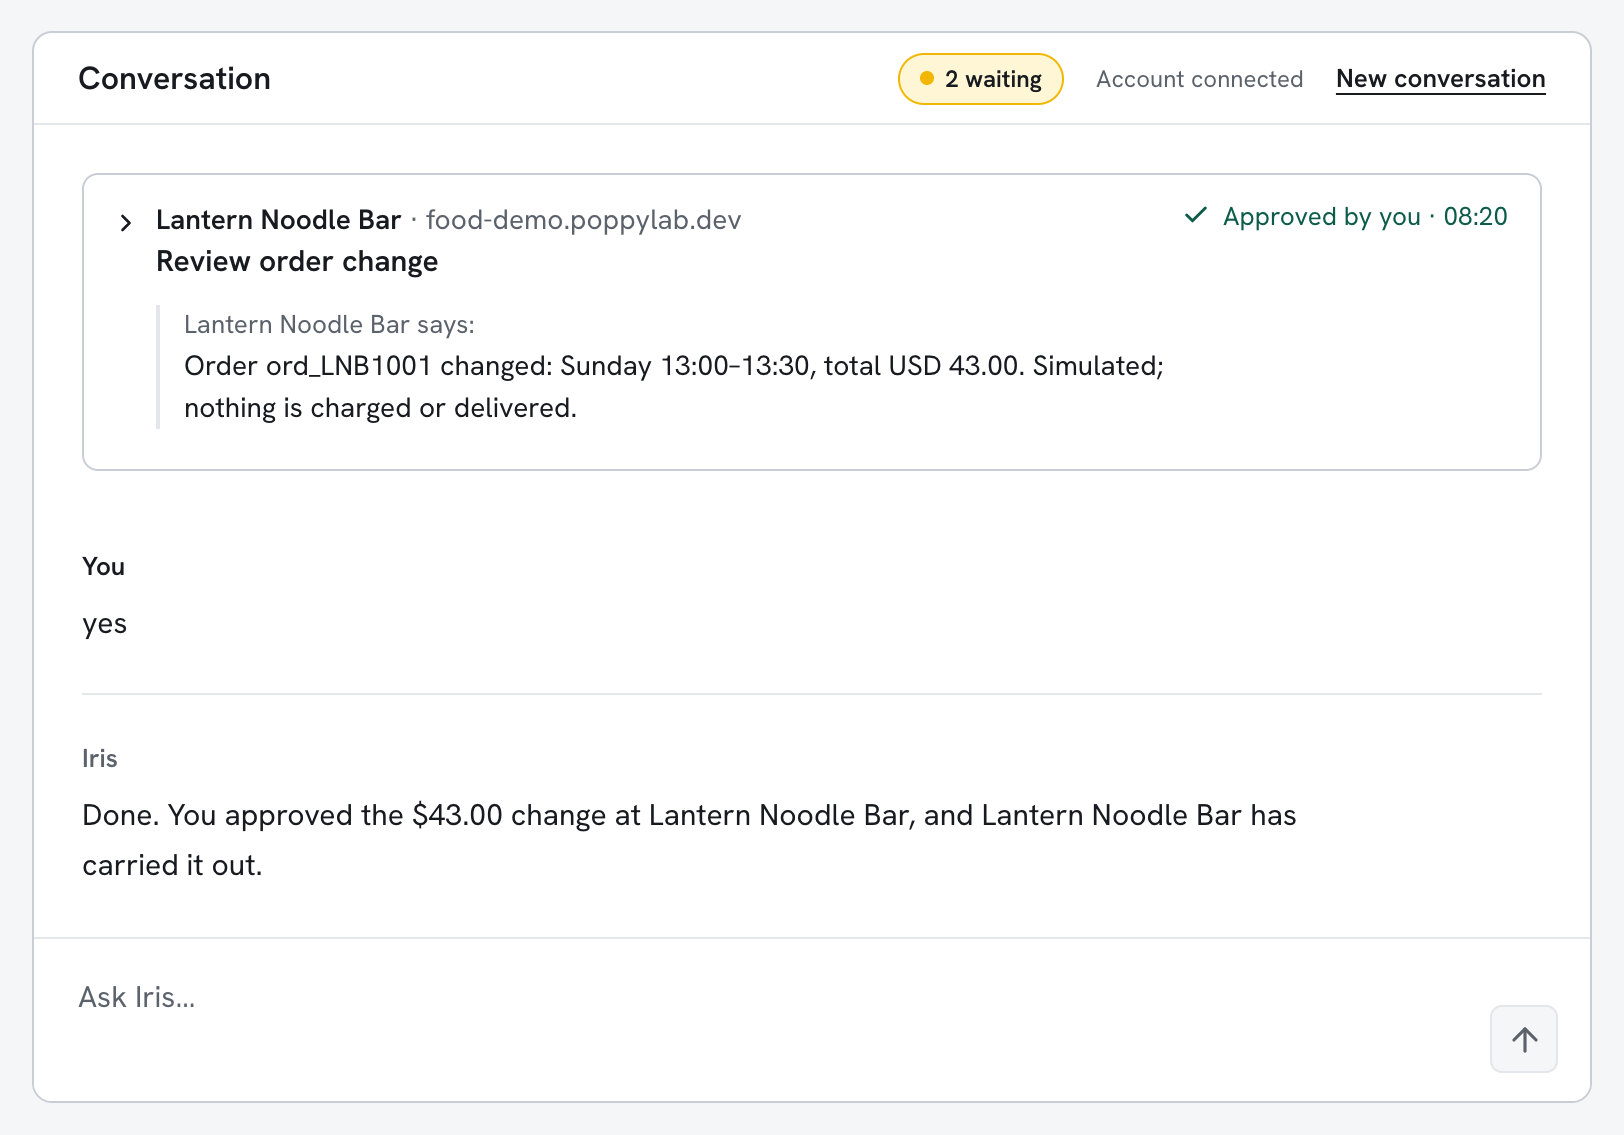 Conversation
2 waiting
Account connected
New conversation
Lantern Noodle Bar · food-demo.poppylab.dev
Approved by you · 08:20
Review order change
Lantern Noodle Bar says:
Order ord_LNB1001 changed: Sunday 13:00–13:30, total USD 43.00. Simulated;
nothing is charged or delivered.
You
yes
Iris
Done. You approved the $43.00 change at Lantern Noodle Bar, and Lantern Noodle Bar has
carried it out.
Ask Iris...